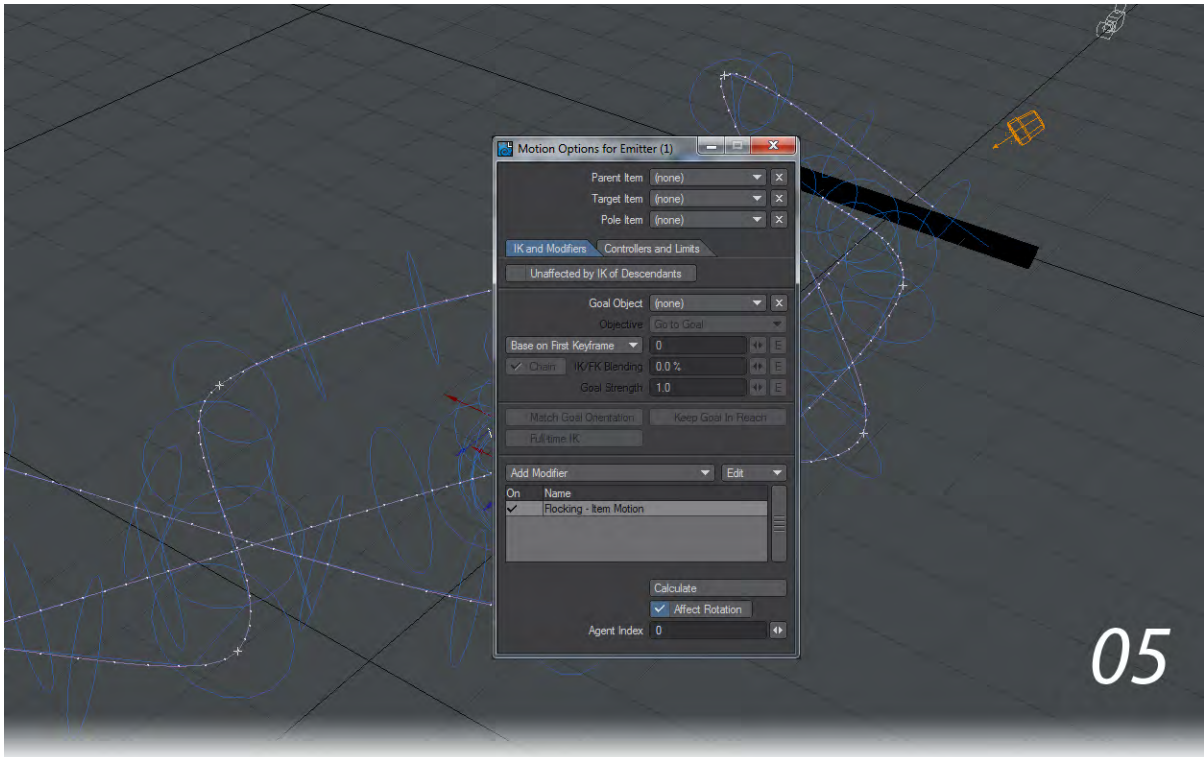 Motion Options for Emitter (1)
Parent Item (none) X
Target Item (none) X
Pole Item (none) X
IK and Modifiers Controllers and Limits
Unaffected by IK of Descendants
Goal Object (none) X
Objective Go to Goal
Base on First Keyframe 0 E
Chain IK/FK Blending 0.0 % E
Goal Strength 1.0 E
Match Goal Orientation Keep Goal In Reach
Full-time IK
Add Modifier Edit
On Name
Flocking - Item Motion
Calculate
Affect Rotation
Agent Index 0
05